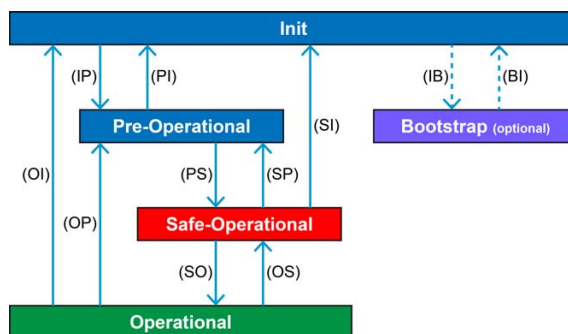 Init
(IP) (PI) (IB) (BI)
Pre-Operational (SI) Bootstrap (optional)
(OI) (OP) (PS) (SP)
Safe-Operational
(SO) (OS)
Operational